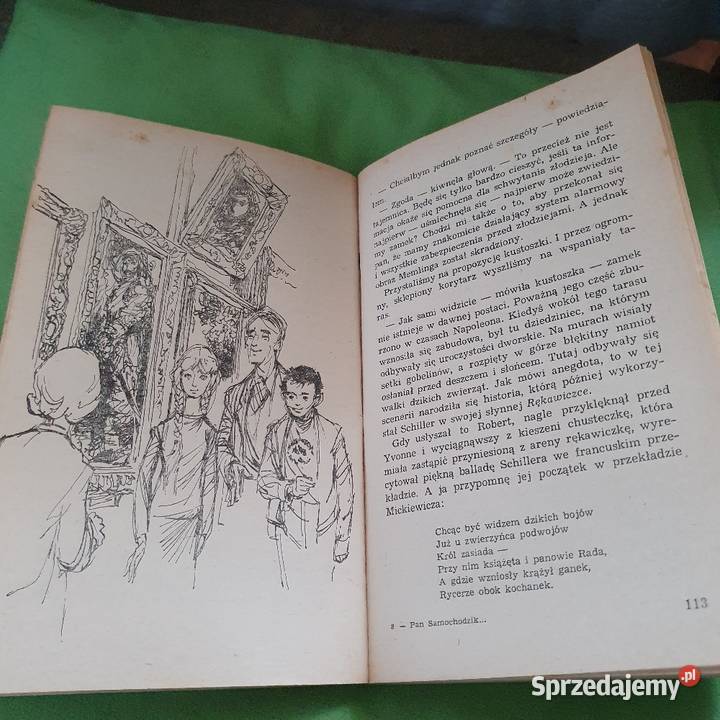 — Chciałbym jednak poznać szczegóły — powiedzia-
łam.
— Zgoda — kiwnęła głową. — To przecież nie jest
tajemnica. Będę się tylko bardzo cieszyć, jeśli ta infor-
macja okaże się pomocna dla schwytania złodzieja. Ale
najpierw — uśmiechnęła się — najpierw może zwiedzi-
my zamek? Chodzi mi także o to, aby przekonał się
pan, że mamy znakomicie działający system alarmowy
i wszystkie zabezpieczenia przed złodziejami. A jednak
obraz Memlinga został skradziony.
Przystaliśmy na propozycję kustoszki. I przez ogrom-
ny, sklepiony korytarz wyszliśmy na wspaniały ta-
ras.
— Jak sami widzicie — mówiła kustoszka — zamek
nie istnieje w dawnej postaci. Poważną jego część zbu-
rzono w czasach Napoleona. Kiedyś wokół tego tarasu
wznosiła się zabudowa, był tu dziedziniec, na którym
odbywały się uroczystości dworskie. Na murach wisiały
setki gobelinów, a rozpięty w górze błękitny namiot
osłaniał przed deszczem i słońcem. Tutaj odbywały się
walki dzikich zwierząt. Jak mówi anegdota, to w tej
scenerii narodziła się historia, którą później wykorzy-
stał Schiller w swojej słynnej Rękawiczce.
Gdy usłyszał to Robert, nagle przyklęknął przed
Yvonne i wyciągnąwszy z kieszeni chusteczkę, która
miała zastąpić przyniesioną z areny rękawiczkę, wyre-
cytował piękną balladę Schillera we francuskim prze-
kładzie. A ja przypomnę jej początek w przekładzie
Mickiewicza:
Chcąc być widzem dzikich bojów
Już u zwierzyńca podwojów
Król zasiada —
Przy nim książęta i panowie Rada,
A gdzie wzniosły krążył ganek,
Rycerze obok kochanek.
113
8 — Pan Samochodzik...
Sprzedajemy.pl